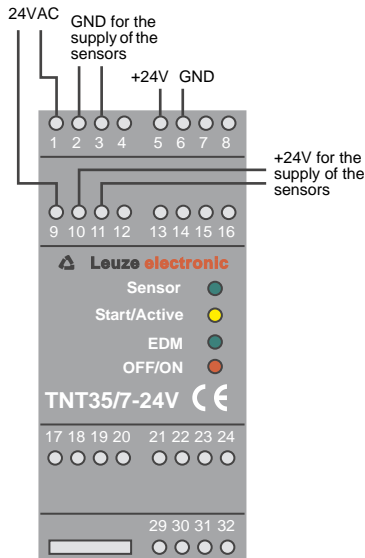 24VAC
GND for the
supply of the
sensors
+24V GND
1 2 3 4 5 6 7 8
+24V for the
supply of the
sensors
9 10 11 12 13 14 15 16
Leuze electronic
Sensor
Start/Active
EDM
OFF/ON
TNT35/7-24V CE
17 18 19 20 21 22 23 24
29 30 31 32